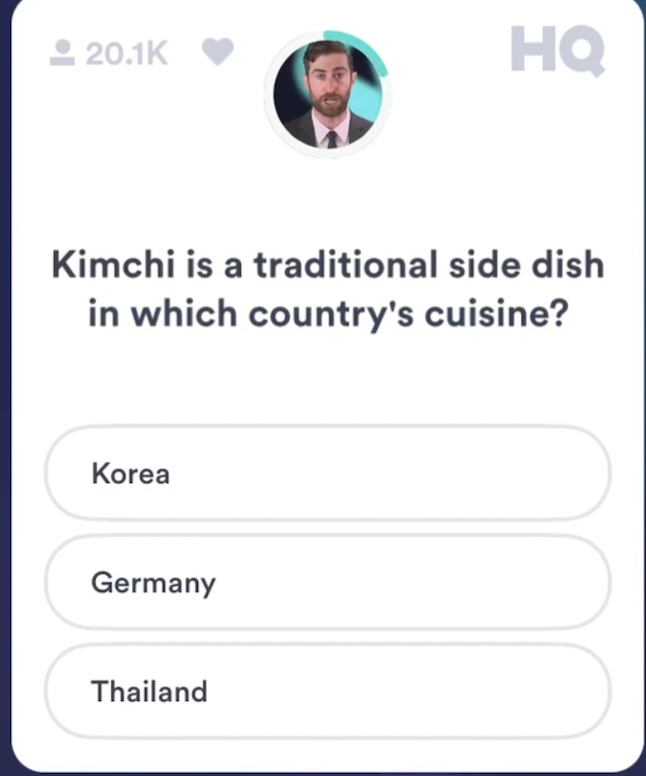 20.1K
HQ
Kimchi is a traditional side dish
in which country's cuisine?
Korea
Germany
Thailand